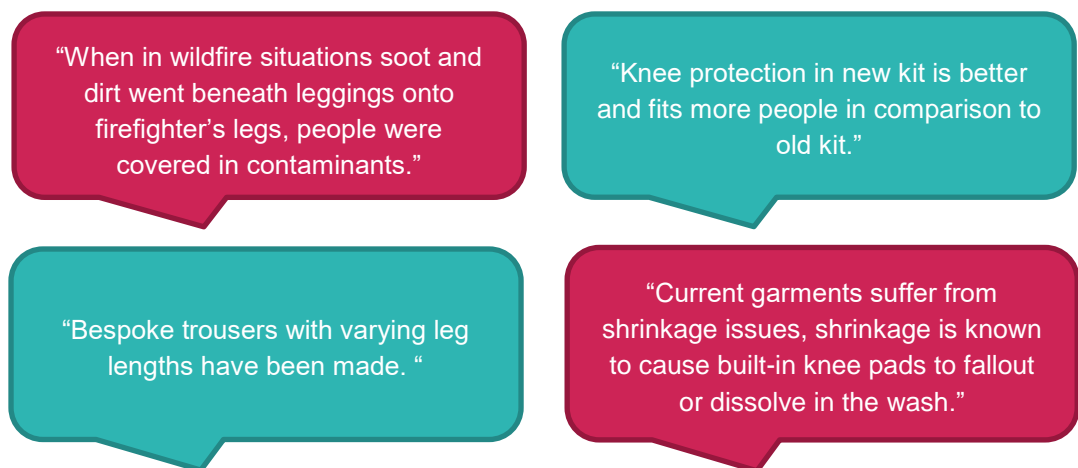 “When in wildfire situations soot and
dirt went beneath leggings onto
firefighter’s legs, people were
covered in contaminants.”
“Knee protection in new kit is better
and fits more people in comparison to
old kit.”
“Bespoke trousers with varying leg
lengths have been made. “
“Current garments suffer from
shrinkage issues, shrinkage is known
to cause built-in knee pads to fallout
or dissolve in the wash.”